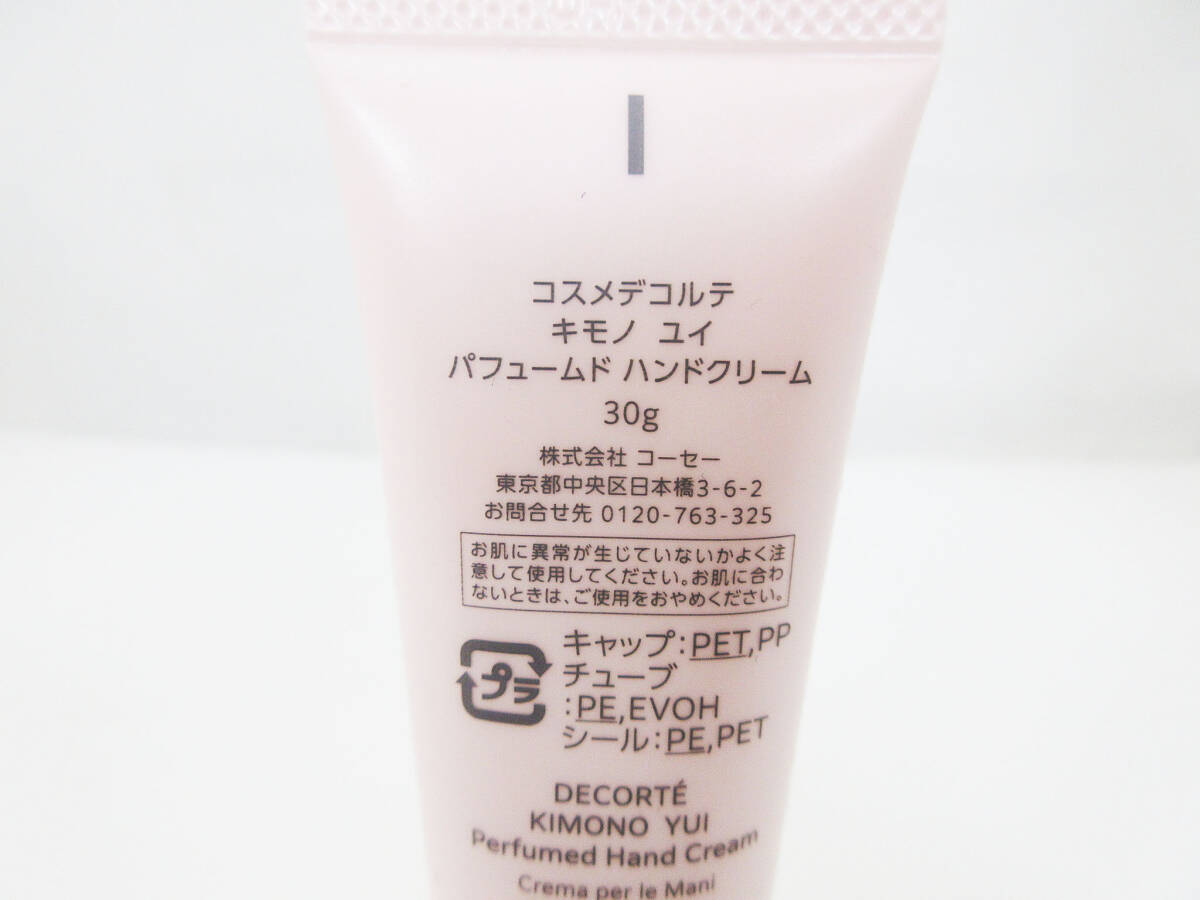 コスメデコルテ
キモノ ユイ
パフュームド ハンドクリーム
30g
株式会社 コーセー
東京都中央区日本橋3-6-2
お問合せ先 0120-763-325
お肌に異常が生じていないかよく注
意して使用してください。お肌に合わ
ないときは、ご使用をおやめください。
プラ
キャップ:PET,PP
チューブ
:PE,EVOH
シール:PE,PET
DECORTÉ
KIMONO YUI
Perfumed Hand Cream
Crema per le Mani